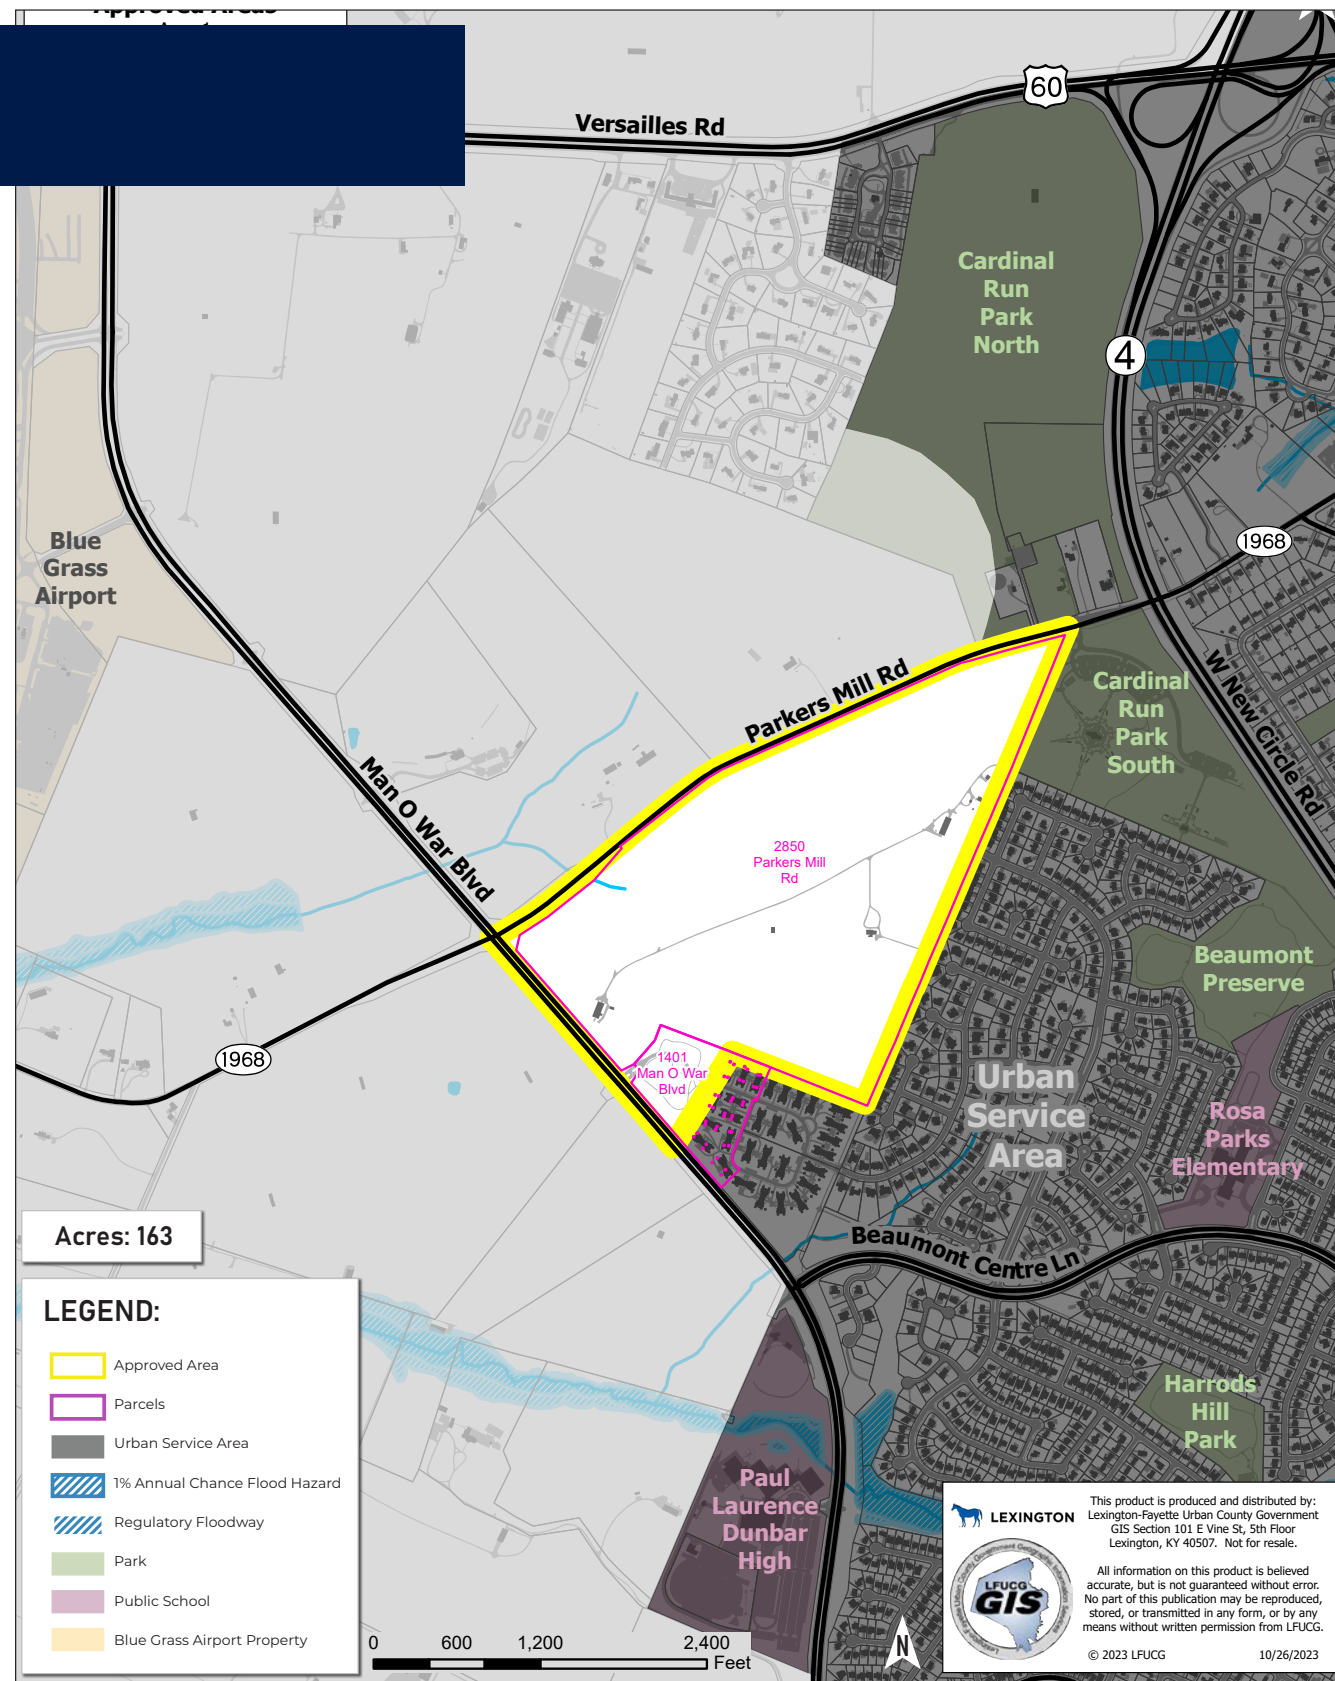 Approved Areas
Versailles Rd
60
Cardinal
Run
Park
North
4
1968
Blue
Grass
Airport
Parkers Mill Rd
Cardinal
Run
Park
South
W New Circle Rd
Man O War Blvd
2850
Parkers Mill
Rd
Beaumont
Preserve
1968
1401
Man O War
Blvd
Urban
Service
Area
Rosa
Parks
Elementary
Beaumont Centre Ln
Acres: 163
LEGEND:
Approved Area
Parcels
Urban Service Area
1% Annual Chance Flood Hazard
Regulatory Floodway
Park
Public School
Blue Grass Airport Property
Harrods
Hill
Park
Paul
Laurence
Dunbar
High
0 600 1,200 2,400
Feet
N
LEXINGTON
LFUCG
GIS
This product is produced and distributed by:
Lexington-Fayette Urban County Government
GIS Section 101 E Vine St, 5th Floor
Lexington, KY 40507. Not for resale.
All information on this product is believed
accurate, but is not guaranteed without error.
No part of this publication may be reproduced,
stored, or transmitted in any form, or by any
means without written permission from LFUCG.
© 2023 LFUCG 10/26/2023